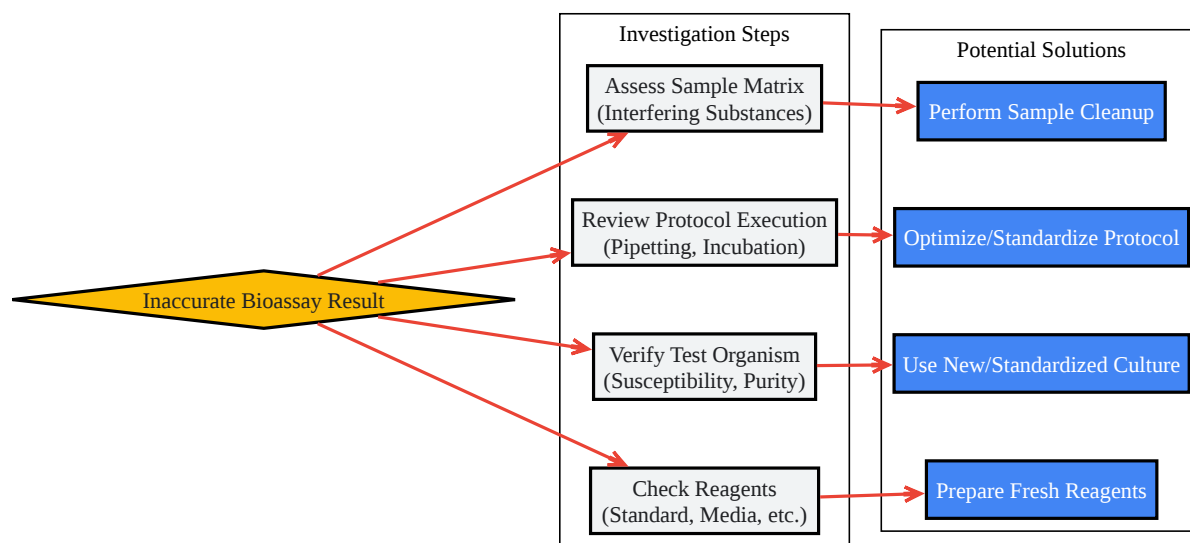 Investigation Steps
Potential Solutions
Assess Sample Matrix
(Interfering Substances)
Perform Sample Cleanup
Review Protocol Execution
(Pipetting, Incubation)
Optimize/Standardize Protocol
Inaccurate Bioassay Result
Verify Test Organism
(Susceptibility, Purity)
Use New/Standardized Culture
Check Reagents
(Standard, Media, etc.)
Prepare Fresh Reagents